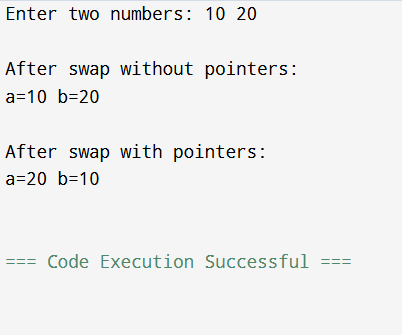 Enter two numbers: 10 20
After swap without pointers:
a=10 b=20
After swap with pointers:
a=20 b=10
=== Code Execution Successful ===